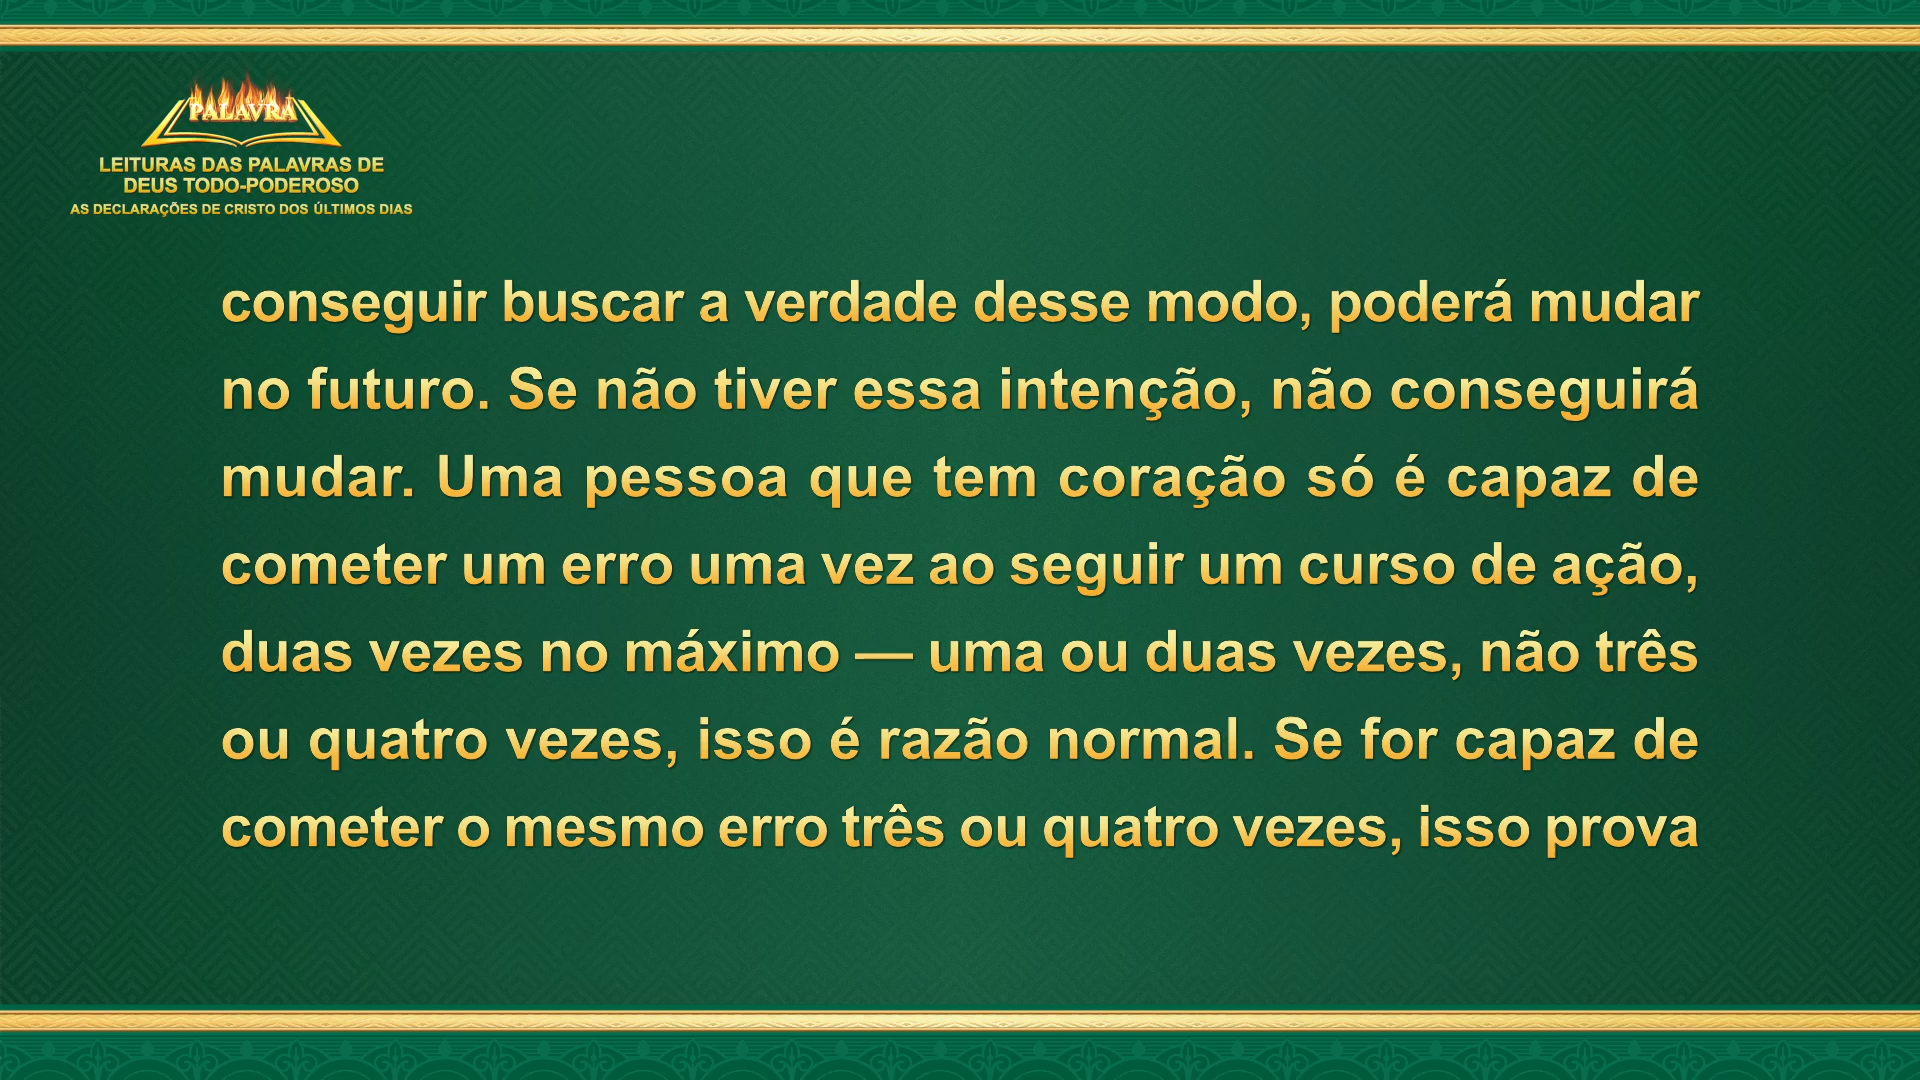 PALAVRA
LEITURAS DAS PALAVRAS DE
DEUS TODO-PODEROSO
AS DECLARAÇÕES DE CRISTO DOS ÚLTIMOS DIAS
conseguir buscar a verdade desse modo, poderá mudar
no futuro. Se não tiver essa intenção, não conseguirá
mudar. Uma pessoa que tem coração só é capaz de
cometer um erro uma vez ao seguir um curso de ação,
duas vezes no máximo — uma ou duas vezes, não três
ou quatro vezes, isso é razão normal. Se for capaz de
cometer o mesmo erro três ou quatro vezes, isso prova